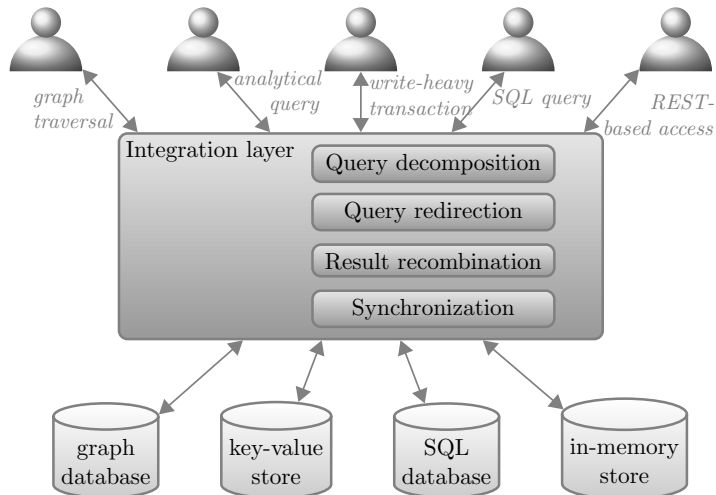 graph
traversal
analytical
query
write-heavy
transaction
SQL query
REST-
based access
Integration layer
Query decomposition
Query redirection
Result recombination
Synchronization
graph
database
key-value
store
SQL
database
in-memory
store